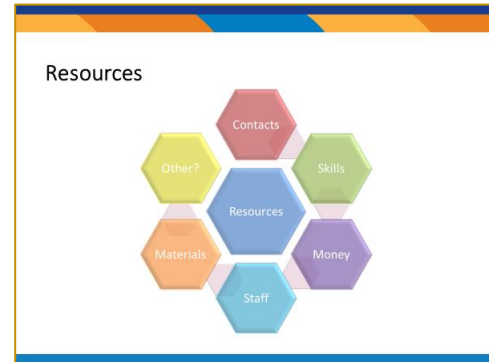 Resources
Contacts
Other?
Skills
Resources
Materials
Money
Staff